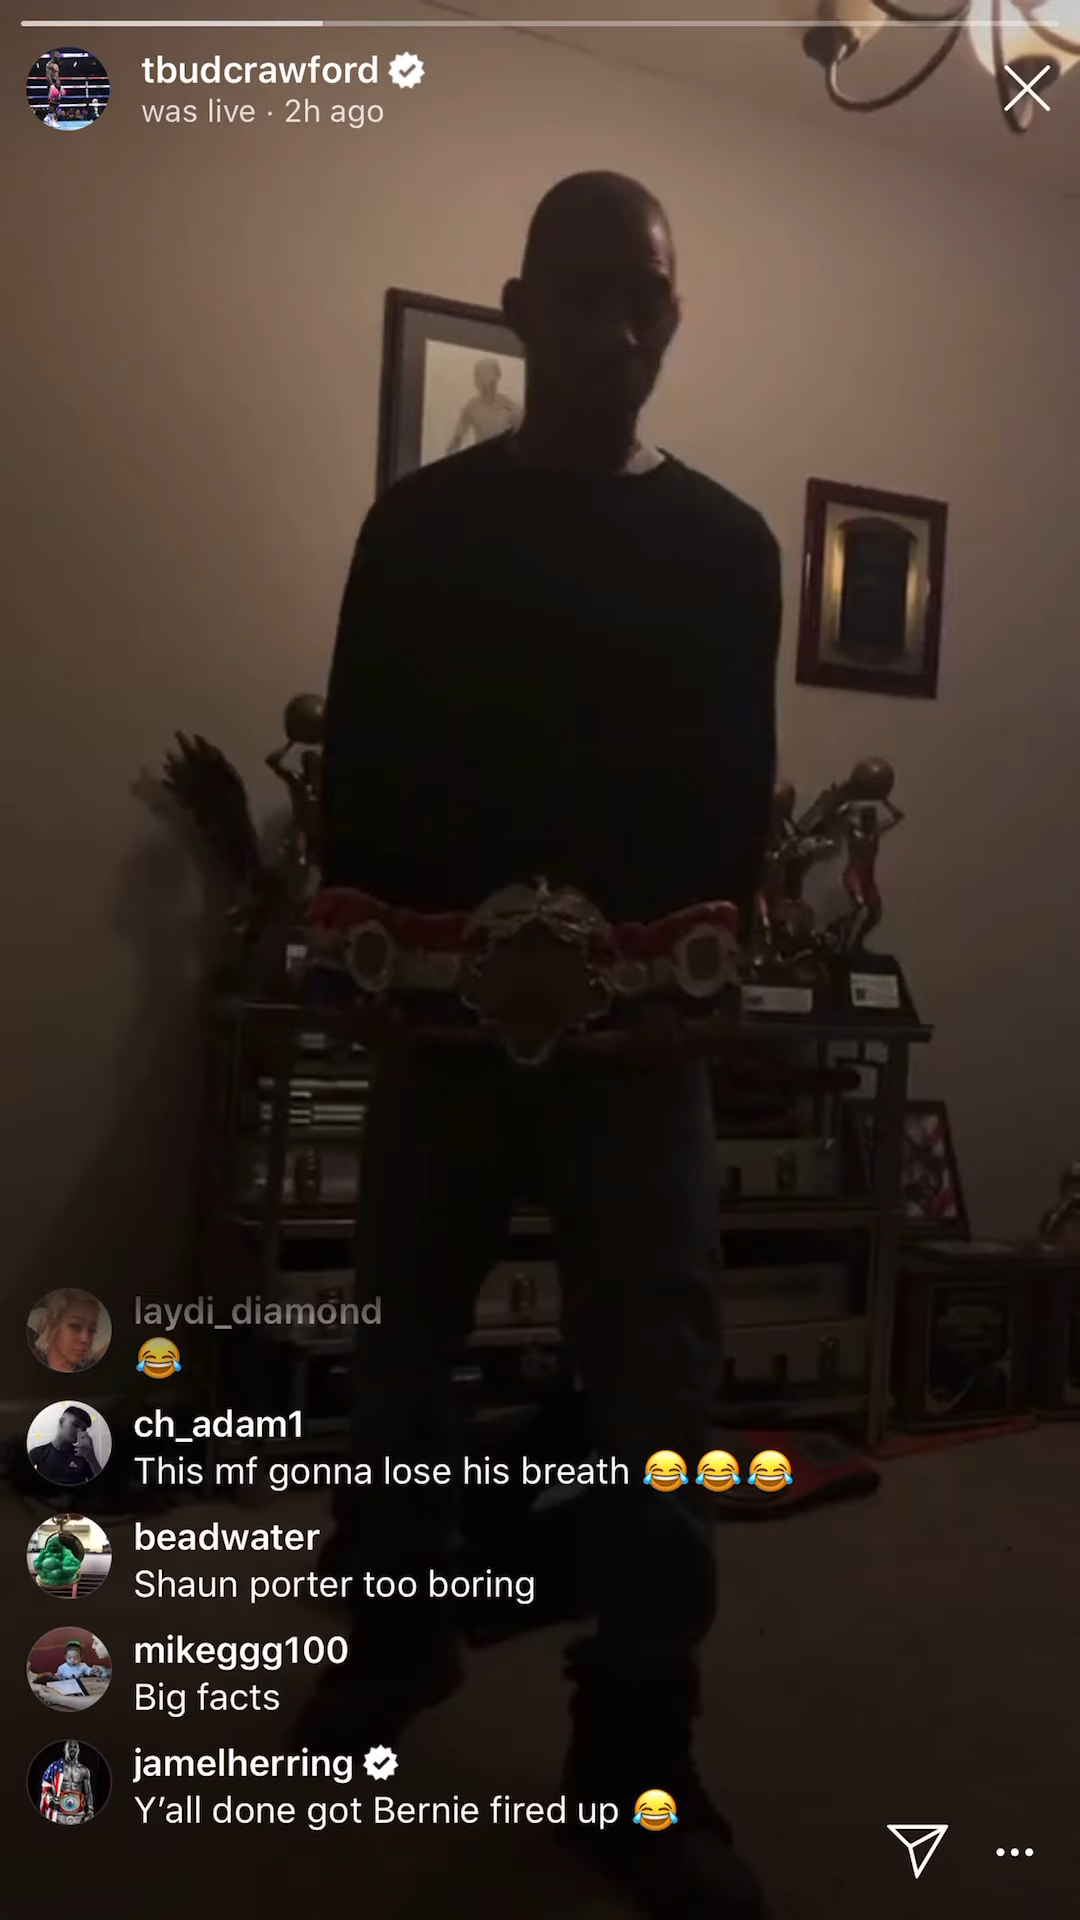 tbudcrawford
was live · 2h ago
laydi_diamond
😂
ch_adam1
This mf gonna lose his breath 😂😂😂
beadwater
Shaun porter too boring
mikeggg100
Big facts
jamelherring
Y’all done got Bernie fired up 😂